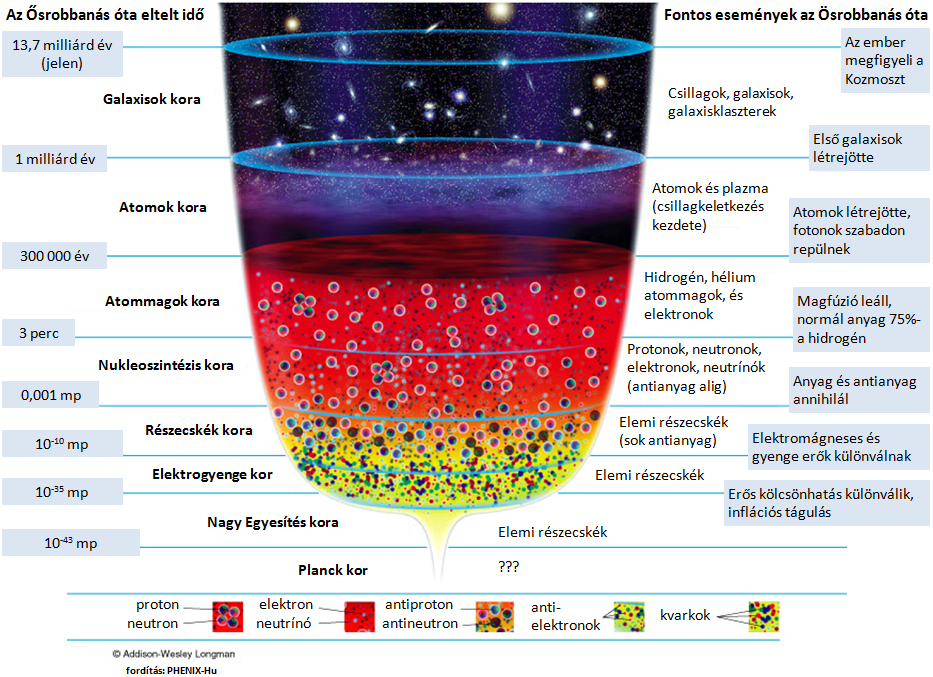 Az Ősrobbanás óta eltelt idő
Fontos események az Ösrobbanás óta
13,7 milliárd év
(jelen)
Az ember
megfigyeli a
Kozmoszt
Galaxisok kora
Csillagok, galaxisok,
galaxisklaszterek
1 milliárd év
Első galaxisok
létrejötte
Atomok kora
Atomok és plazma
(csillagkeletkezés
kezdete)
Atomok létrejötte,
fotonok szabadon
repülnek
300 000 év
Atommagok kora
Hidrogén, hélium
atommagok, és
elektronok
Magfúzió leáll,
normál anyag 75%-
a hidrogén
3 perc
Nukleoszintézis kora
Protonok, neutronok,
elektronok, neutrínók
(antianyag alig)
Anyag és antianyag
annihilál
0,001 mp
Részecskék kora
Elemi részecskék
(sok antianyag)
Elektromágneses és
gyenge erők különválnak
10⁻¹⁰ mp
Elektrogyenge kor
Elemi részecskék
10⁻³⁵ mp
Erős kölcsönhatás különválik,
inflációs tágulás
Nagy Egyesítés kora
Elemi részecskék
10⁻⁴³ mp
Planck kor
???
proton
neutron
elektron
neutrínó
antiproton
antineutron
anti-
elektronok
kvarkok
© Addison-Wesley Longman
fordítás: PHENIX-Hu